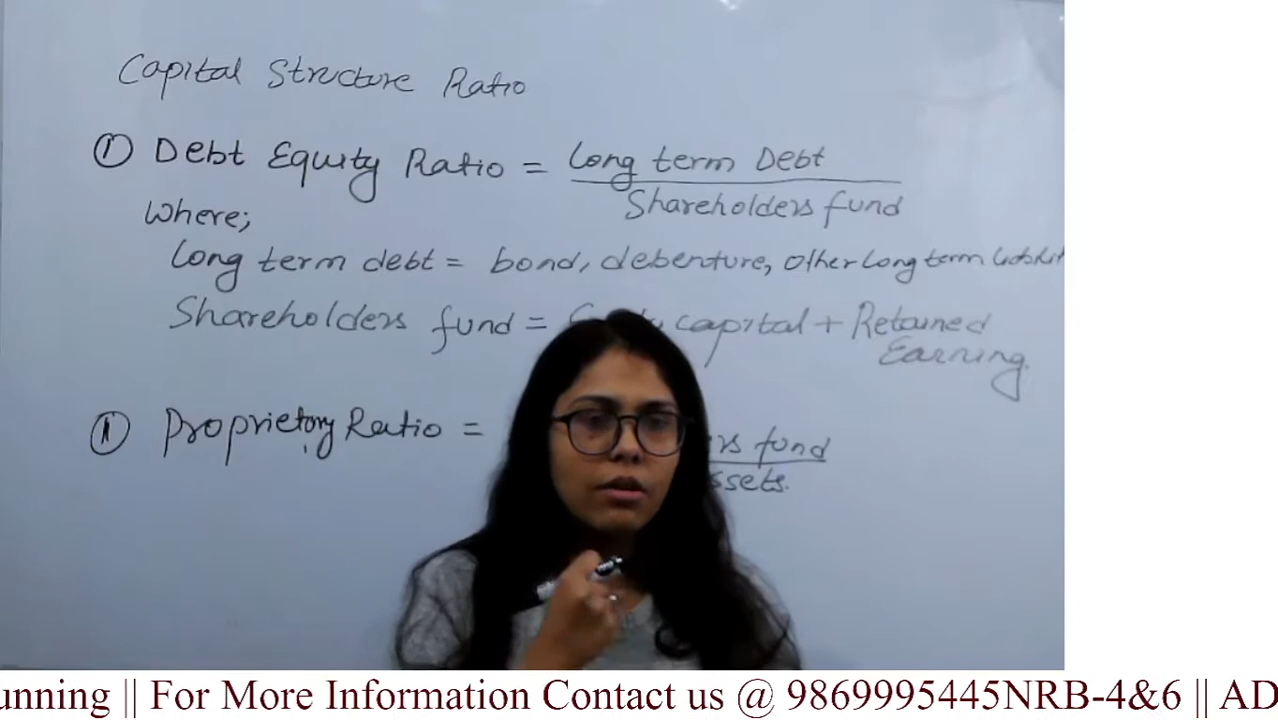 Capital Structure Ratio
① Debt Equity Ratio = Long term Debt
Shareholders fund
Where;
Long term debt = bond, debenture, other long term
Shareholders fund = capital + Retained
Earning.
② Proprietory Ratio =
rs fund
ssets.
unning || For More Information Contact us @ 9869995445NRB-4&6 || AD